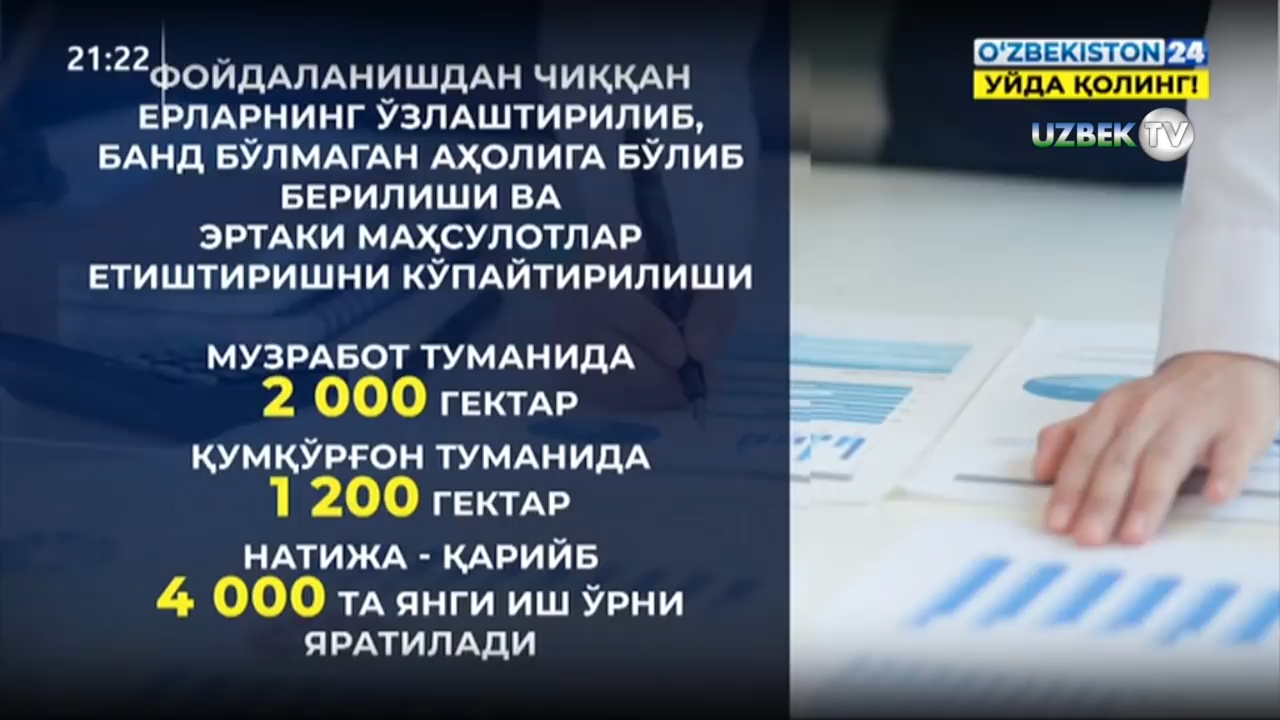 21:22
O‘ZBEKISTON 24
УЙДА ҚОЛИНГ!
UZBEK TV
ФОЙДАЛАНИШДАН ЧИҚҚАН
ЕРЛАРНИНГ ЎЗЛАШТИРИЛИБ,
БАНД БЎЛМАГАН АҲОЛИГА БЎЛИБ
БЕРИЛИШИ ВА
ЭРТАКИ МАҲСУЛОТЛАР
ЕТИШТИРИШНИ КЎПАЙТИРИЛИШИ
МУЗРАБОТ ТУМАНИДА
2 000 ГЕКТАР
ҚУМҚЎРҒОН ТУМАНИДА
1 200 ГЕКТАР
НАТИЖА - ҚАРИЙБ
4 000 ТА ЯНГИ ИШ ЎРНИ
ЯРАТИЛАДИ